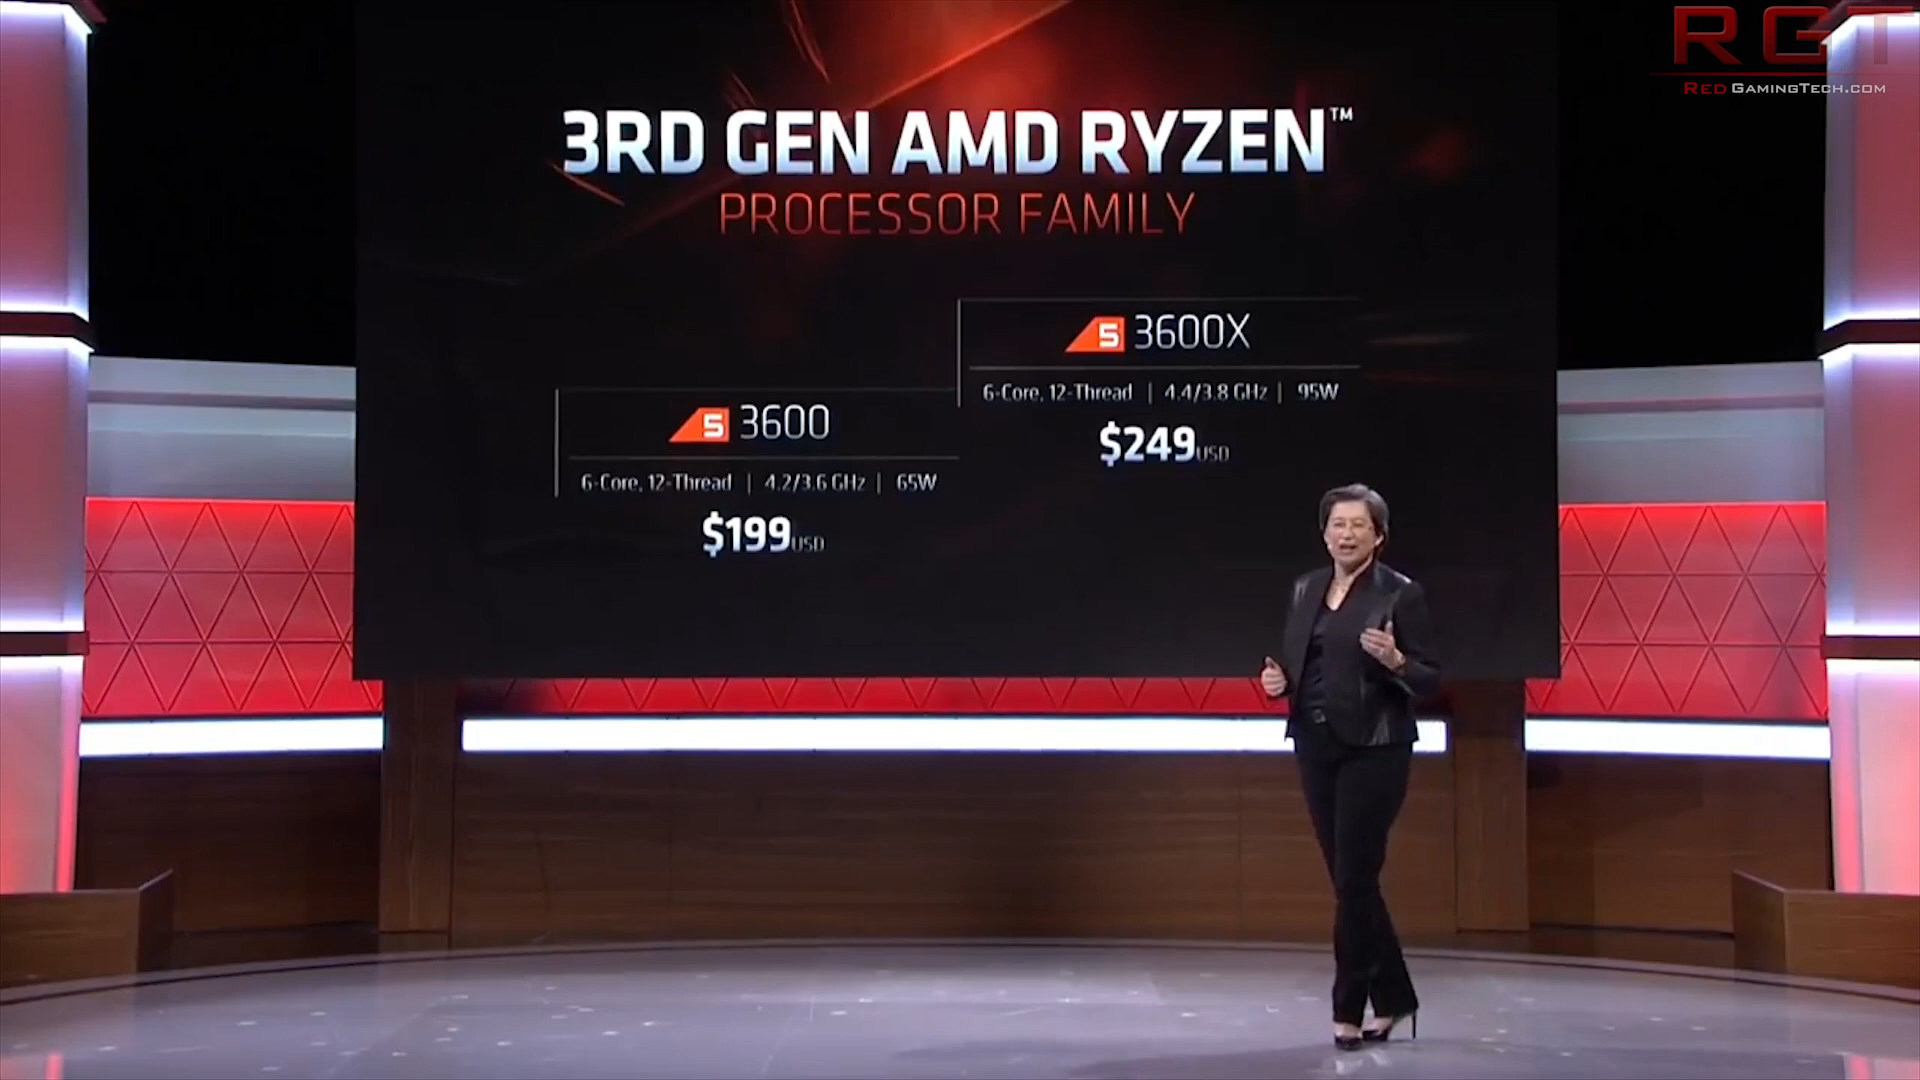 RGT
RED GAMINGTECH.COM
3RD GEN AMD RYZEN™
PROCESSOR FAMILY
5 3600X
6-Core, 12-Thread | 4.4/3.8 GHz | 95W
$249USD
5 3600
6-Core, 12-Thread | 4.2/3.6 GHz | 65W
$199USD